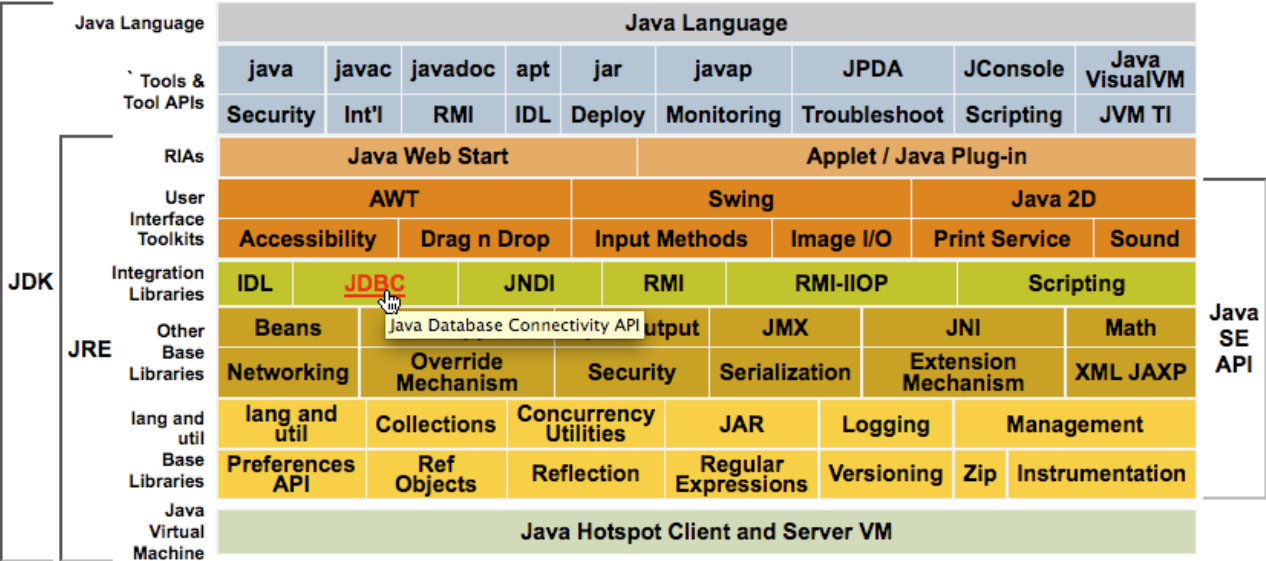 Java Language
Java Language
` Tools &
Tool APIs
java javac javadoc apt jar javap JPDA JConsole Java VisualVM
Security Int'l RMI IDL Deploy Monitoring Troubleshoot Scripting JVM TI
RIAs
Java Web Start Applet / Java Plug-in
User
Interface
Toolkits
AWT Swing Java 2D
Accessibility Drag n Drop Input Methods Image I/O Print Service Sound
JDK
Integration
Libraries
IDL JDBC JNDI RMI RMI-IIOP Scripting
Java Database Connectivity API
JRE
Other
Base
Libraries
Beans JMX JNI Math
Networking Override Mechanism Security Serialization Extension Mechanism XML JAXP
Java
SE
API
lang and
util
Base
Libraries
lang and util Collections Concurrency Utilities JAR Logging Management
Preferences API Ref Objects Reflection Regular Expressions Versioning Zip Instrumentation
Java
Virtual
Machine
Java Hotspot Client and Server VM